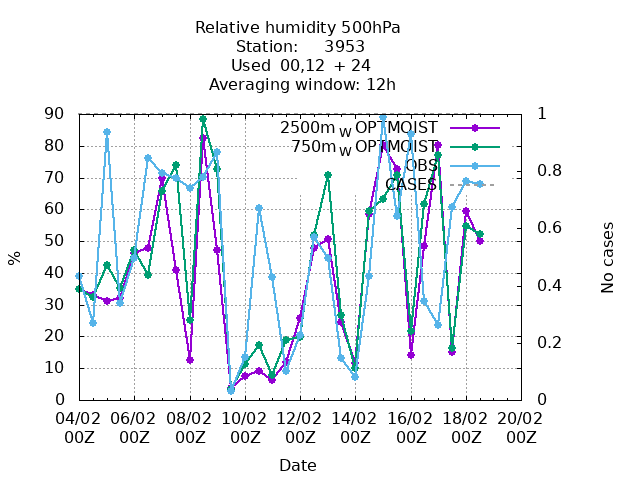 Relative humidity 500hPa
Station: 3953
Used 00,12 + 24
Averaging window: 12h
90 1
2500m W OPTMOIST
80 750m W OPTMOIST
OBS
70 CASES 0.8
60 0.6
50
% No cases
40 0.4
30
20 0.2
10
0 0
04/02 06/02 08/02 10/02 12/02 14/02 16/02 18/02 20/02
00Z 00Z 00Z 00Z 00Z 00Z 00Z 00Z 00Z
Date